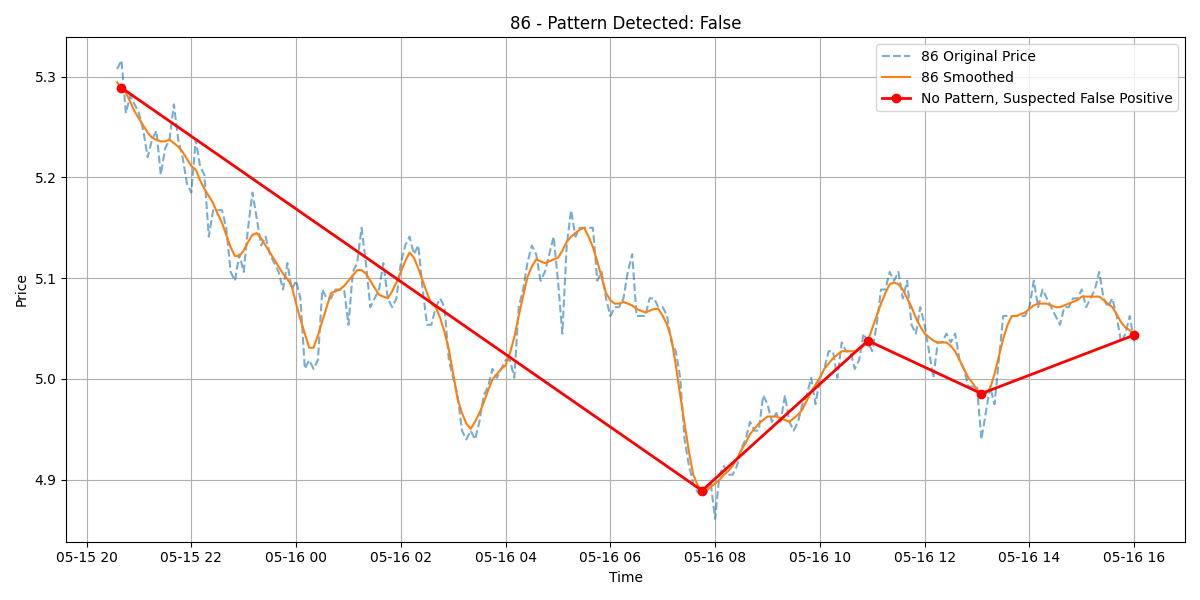 86 - Pattern Detected: False
86 Original Price
86 Smoothed
No Pattern, Suspected False Positive
Price
5.3
5.2
5.1
5.0
4.9
05-15 20 05-15 22 05-16 00 05-16 02 05-16 04 05-16 06 05-16 08 05-16 10 05-16 12 05-16 14 05-16 16
Time